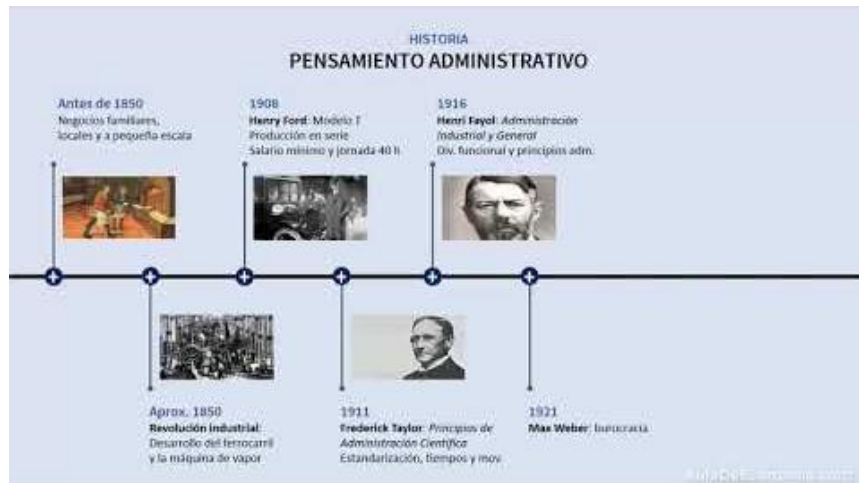 HISTORIA
PENSAMIENTO ADMINISTRATIVO
Antes de 1850
Negocios familiares,
locales y a pequeña escala
1908
Henry Ford: Modelo T
Producción en serie
Salario mínimo y jornada 40 h
1916
Henri Fayol: Administración
Industrial y General
Div. funcional y principios adm.
Aprox. 1850
Revolución industrial:
Desarrollo del ferrocarril
y la máquina de vapor
1911
Frederick Taylor: Principios de
Administración Científica
Estandarización, tiempos y mov.
1921
Max Weber: burocracia
AulaDeEconomia.com